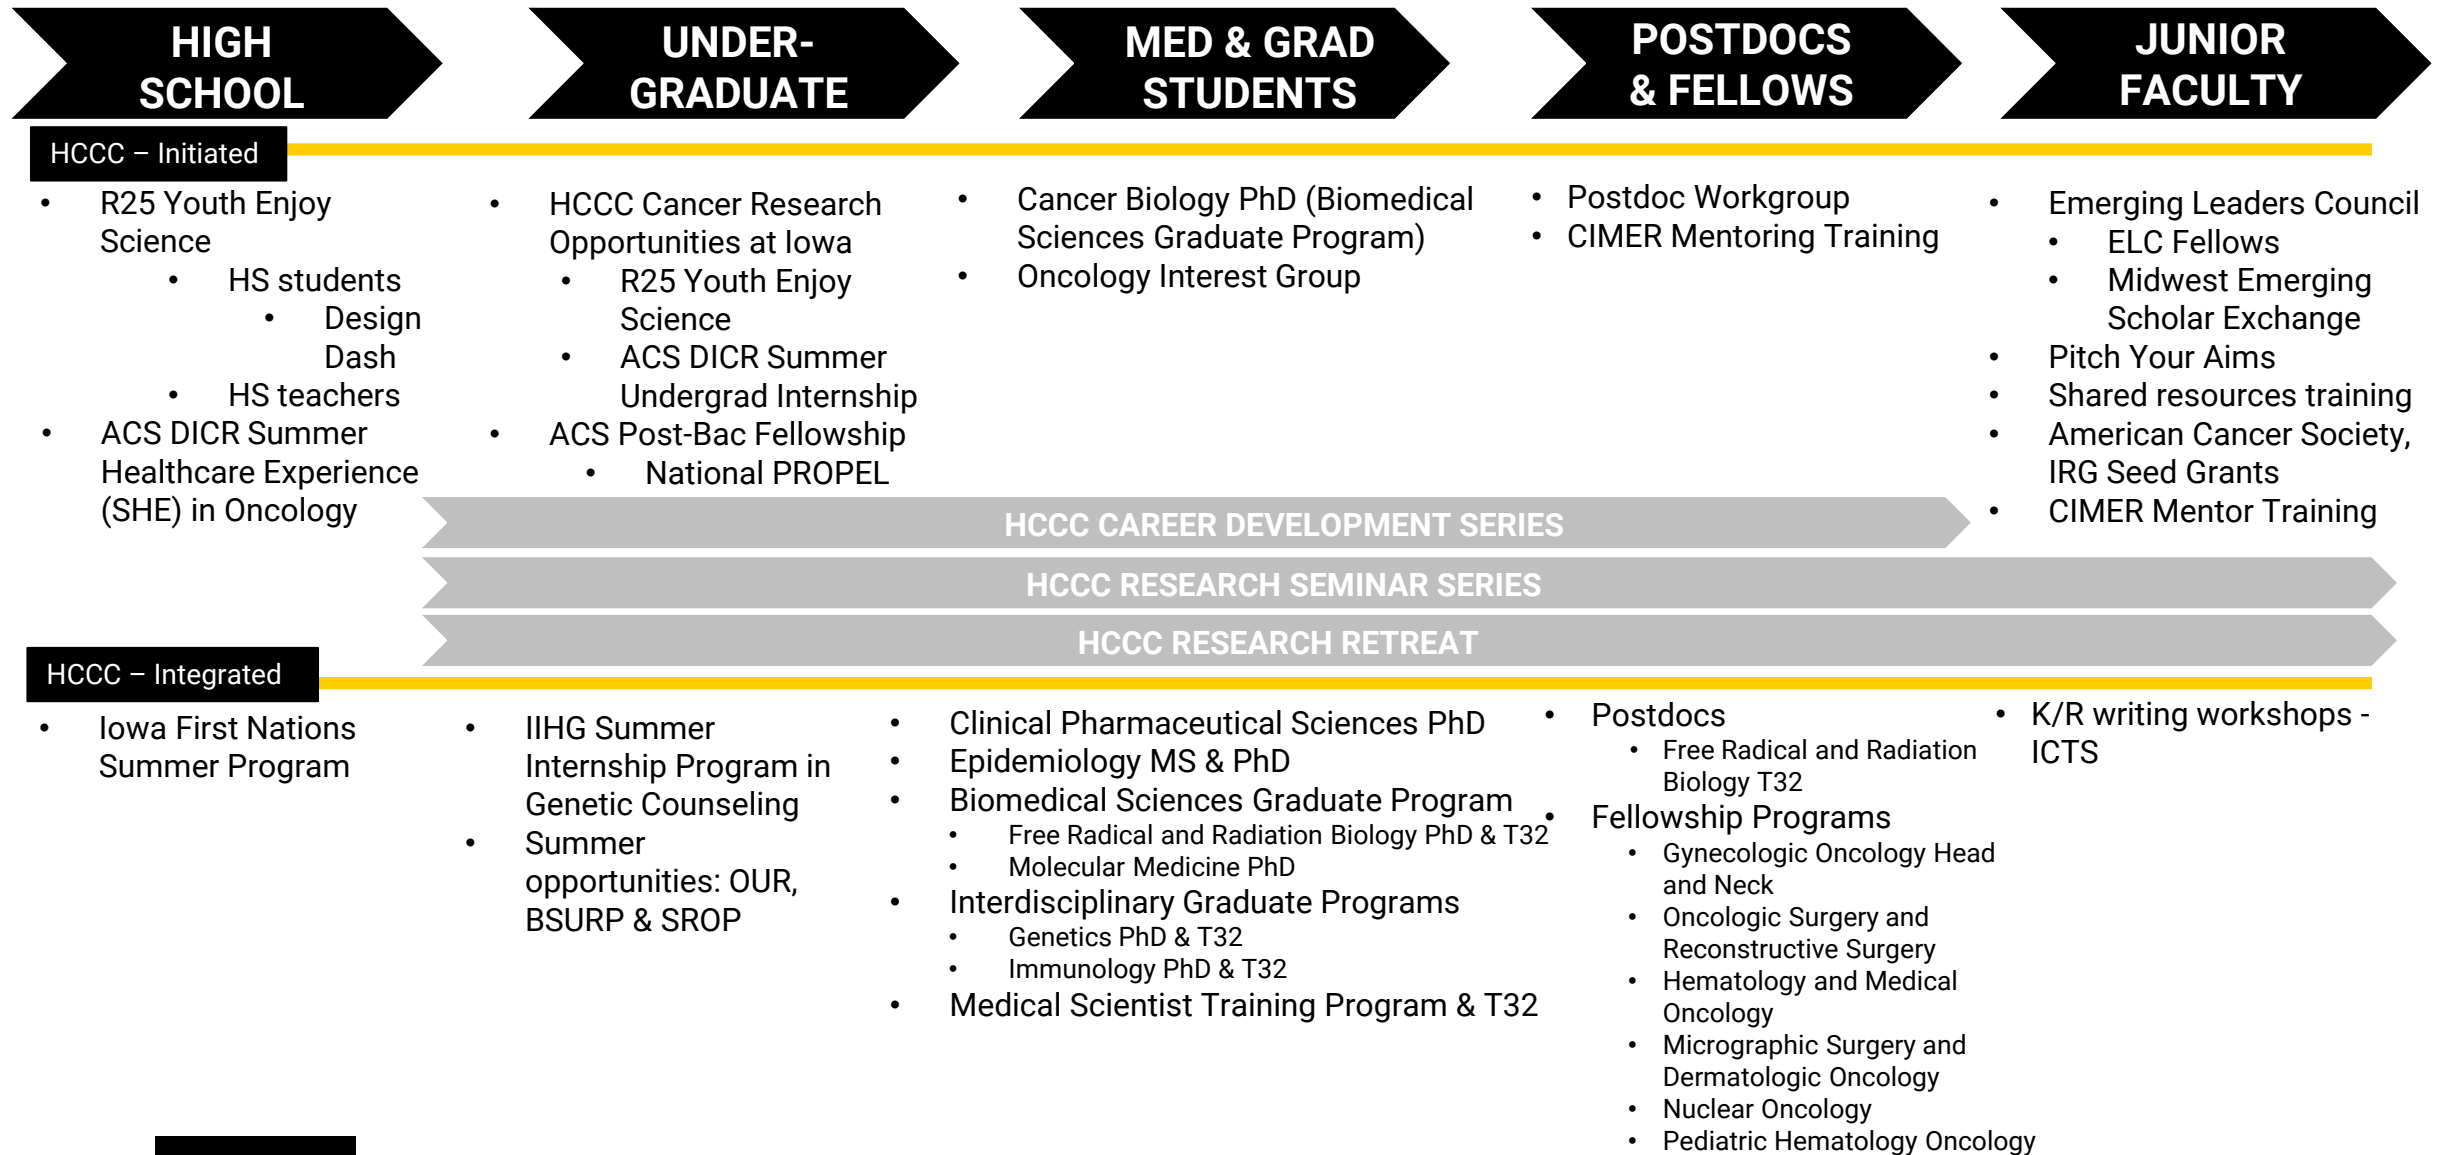 HIGH
SCHOOL
UNDER-
GRADUATE
MED & GRAD
STUDENTS
POSTDOCS
& FELLOWS
JUNIOR
FACULTY
HCCC – Initiated
• R25 Youth Enjoy
Science
• HS students
• Design
Dash
• HS teachers
• ACS DICR Summer
Healthcare Experience
(SHE) in Oncology
• HCCC Cancer Research
Opportunities at Iowa
• R25 Youth Enjoy
Science
• ACS DICR Summer
Undergrad Internship
• ACS Post-Bac Fellowship
• National PROPEL
• Cancer Biology PhD (Biomedical
Sciences Graduate Program)
• Oncology Interest Group
• Postdoc Workgroup
• CIMER Mentoring Training
• Emerging Leaders Council
• ELC Fellows
• Midwest Emerging
Scholar Exchange
• Pitch Your Aims
• Shared resources training
• American Cancer Society,
IRG Seed Grants
• CIMER Mentor Training
HCCC CAREER DEVELOPMENT SERIES
HCCC RESEARCH SEMINAR SERIES
HCCC RESEARCH RETREAT
HCCC – Integrated
• Iowa First Nations
Summer Program
• IIHG Summer
Internship Program in
Genetic Counseling
• Summer
opportunities: OUR,
BSURP & SROP
• Clinical Pharmaceutical Sciences PhD
• Epidemiology MS & PhD
• Biomedical Sciences Graduate Program
• Free Radical and Radiation Biology PhD & T32
• Molecular Medicine PhD
• Interdisciplinary Graduate Programs
• Genetics PhD & T32
• Immunology PhD & T32
• Medical Scientist Training Program & T32
• Postdocs
• Free Radical and Radiation
Biology T32
• Fellowship Programs
• Gynecologic Oncology Head
and Neck
• Oncologic Surgery and
Reconstructive Surgery
• Hematology and Medical
Oncology
• Micrographic Surgery and
Dermatologic Oncology
• Nuclear Oncology
• Pediatric Hematology Oncology
• K/R writing workshops -
ICTS